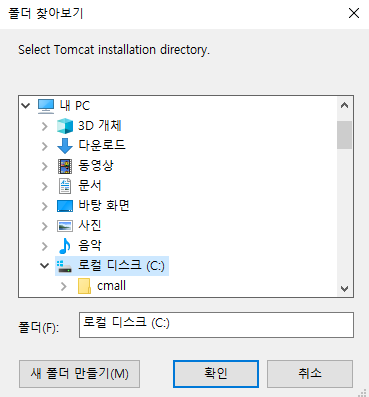 폴더 찾아보기
Select Tomcat installation directory.
내 PC
3D 개체
다운로드
동영상
문서
바탕 화면
사진
음악
로컬 디스크 (C:)
cmall
폴더(F): 로컬 디스크 (C:)
새 폴더 만들기(M) 확인 취소